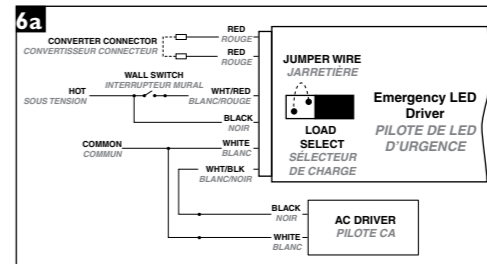 6a
CONVERTER CONNECTOR
CONVERTISSEUR CONNECTEUR
RED
ROUGE
RED
ROUGE
WALL SWITCH
INTERRUPTEUR MURAL
HOT
SOUS TENSION
WHT/RED
BLANC/ROUGE
BLACK
NOIR
COMMON
COMMUN
WHITE
BLANC
WHT/BLK
BLANC/NOIR
JUMPER WIRE
JARRETIÈRE
LOAD
SELECT
SÉLECTEUR
DE CHARGE
Emergency LED
Driver
PILOTE DE LED
D'URGENCE
BLACK
NOIR
WHITE
BLANC
AC DRIVER
PILOTE CA